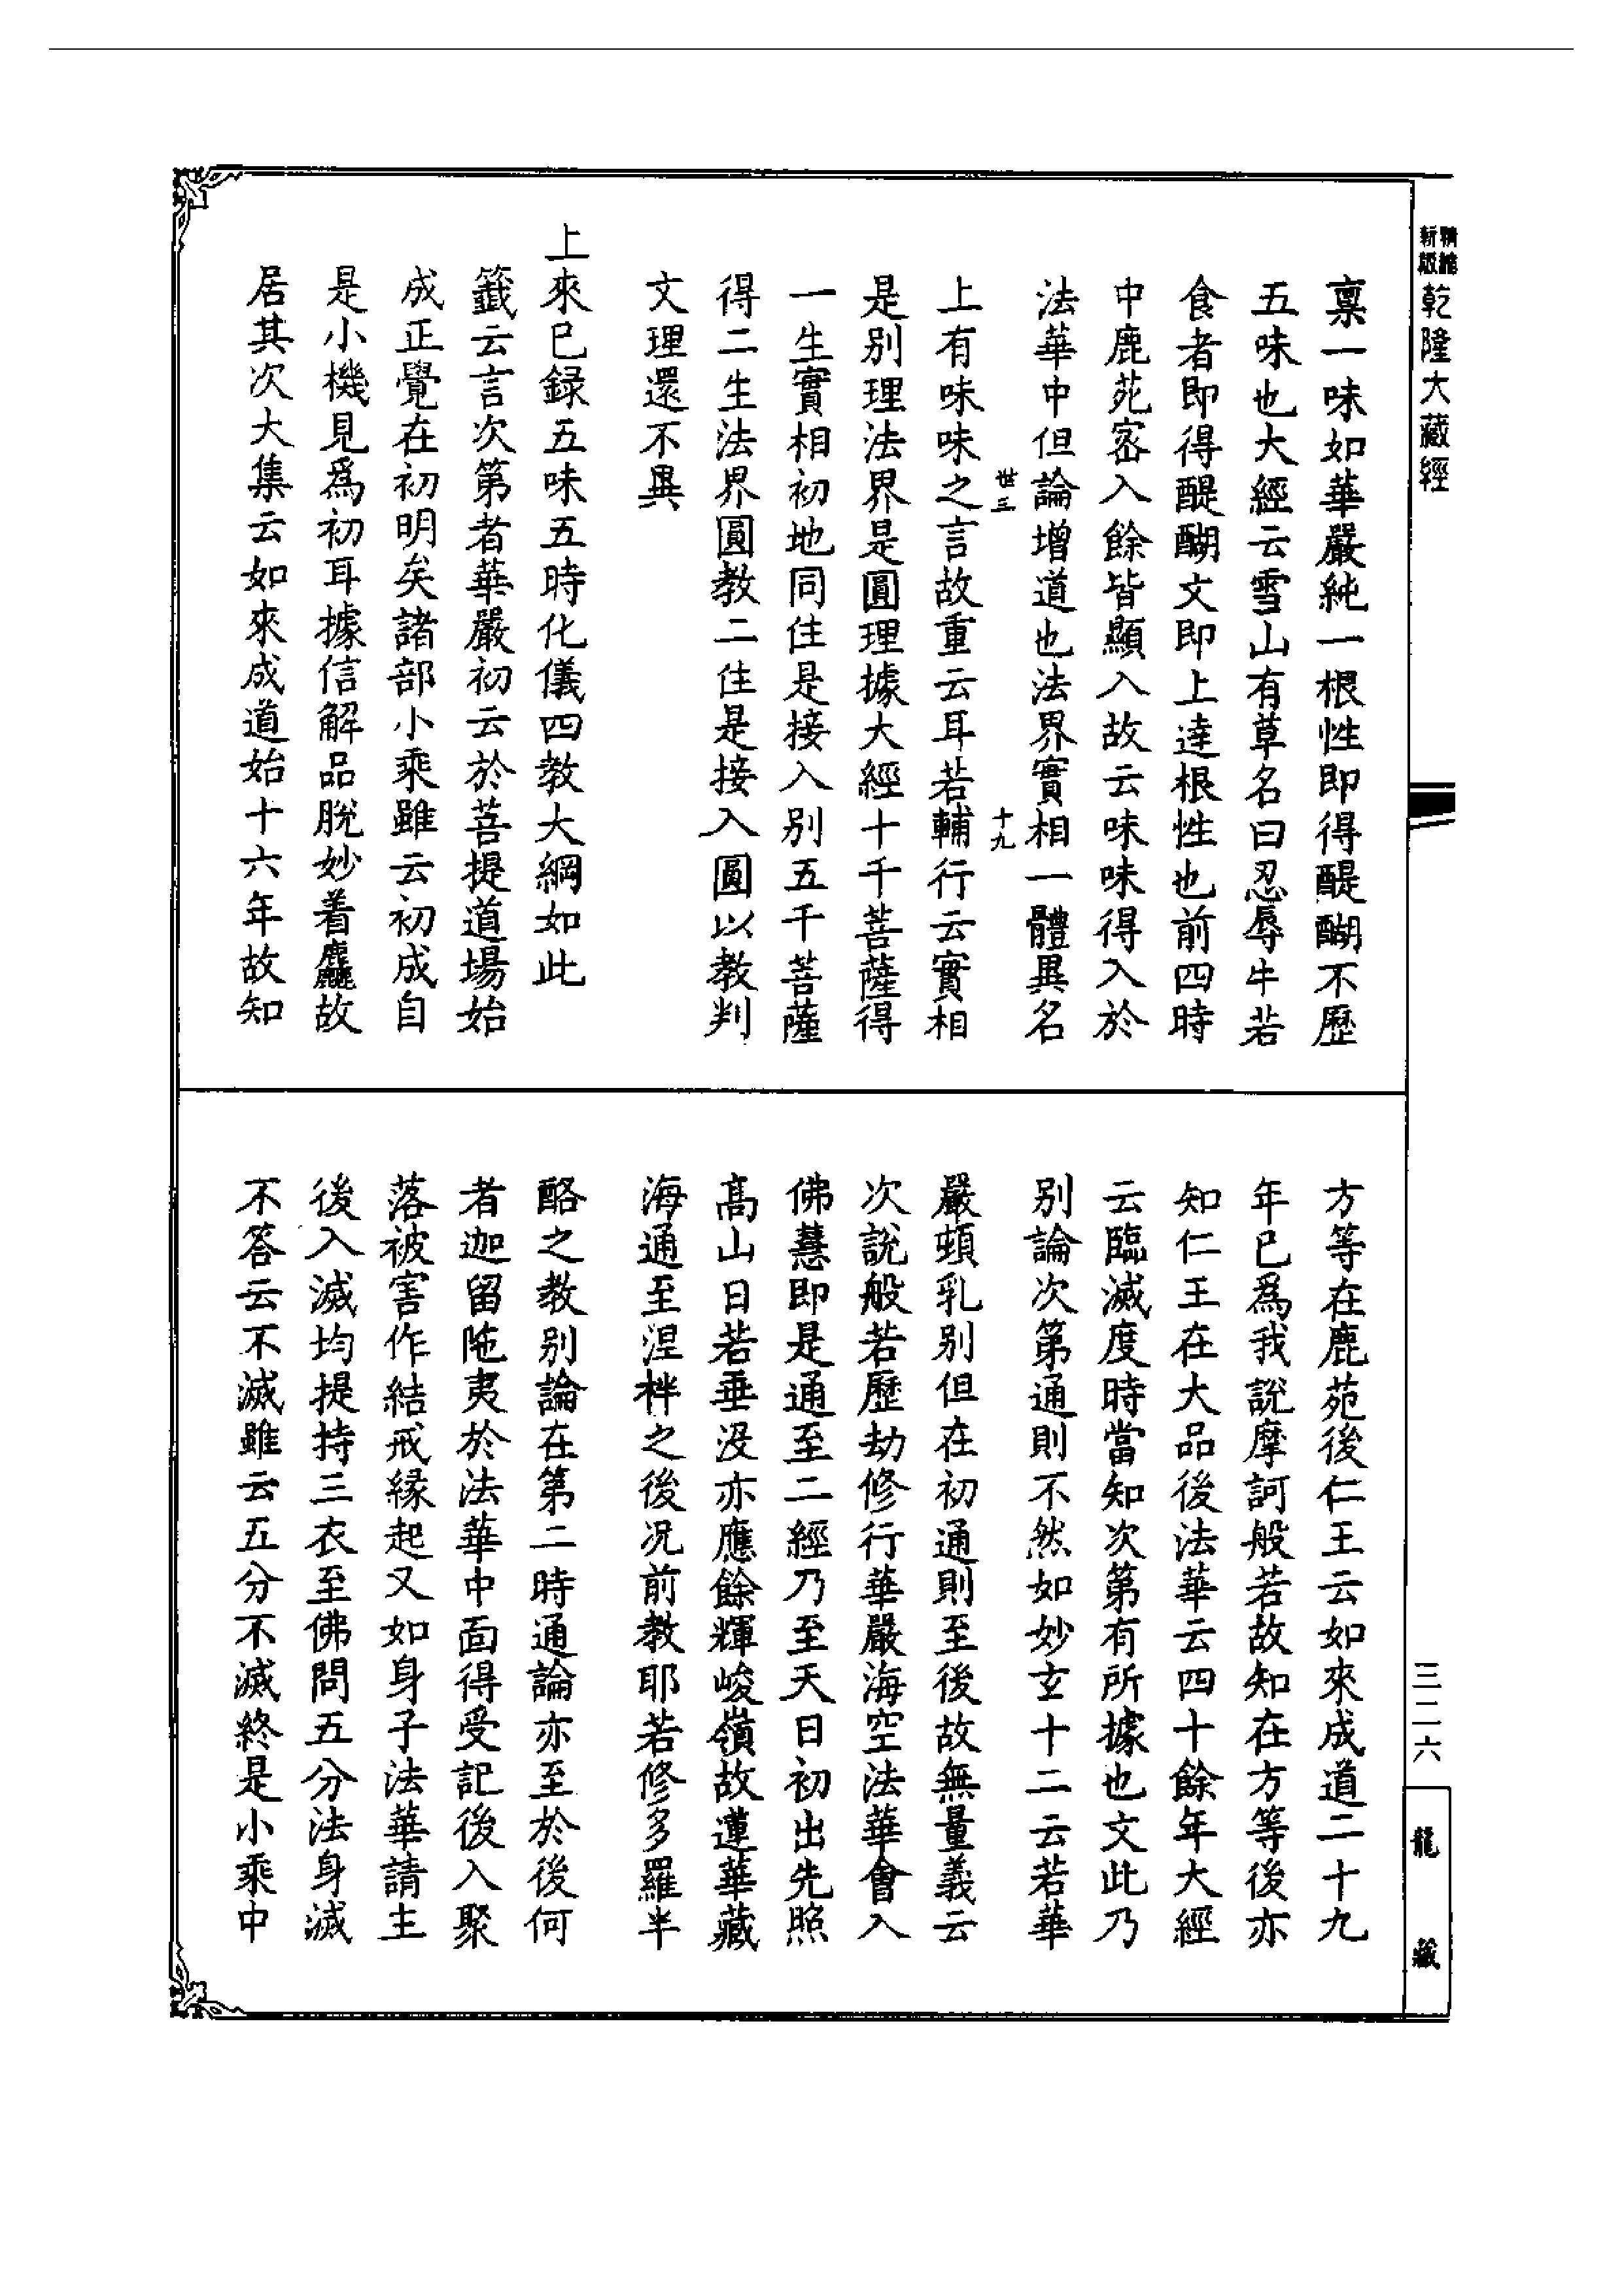 精縮
新版
乾隆大藏經
稟一味如華嚴純一根性即得醍醐不歷
五味也大經云雪山有草名曰忍辱牛若
食者即得醍醐文即上達根性也前四時
中鹿苑密入餘皆顯入故云味味得入於
法華中但論增道也法界實相一體異名
世三
十九
上有味味之言故重云耳若輔行云實相
是別理法界是圓理據大經十千菩薩得
一生實相初地同住是接入別五千菩薩
得二生法界圓教二住是接入圓以教判
文理還不異
上來已録五味五時化儀四教大綱如此
籤云言次第者華嚴初云於菩提道場始
成正覺在初明矣諸部小乘雖云初成自
是小機見為初耳據信解品脫妙着麤故
居其次大集云如來成道始十六年故知
方等在鹿苑後仁王云如來成道二十九
年已為我說摩訶般若故知在方等後亦
知仁王在大品後法華云四十餘年大經
云臨滅度時當知次第有所據也文此乃
別論次第通則不然如妙玄十二云若華
嚴頓乳別但在初通則至後故無量義云
次說般若歷劫修行華嚴海空法華會入
佛慧即是通至二經乃至天日初出先照
高山日若垂没亦應餘輝峻嶺故蓮華藏
海通至涅槃之後况前教耶若修多羅半
酪之教別論在第二時通論亦至於後何
者迦留陁夷於法華中面得受記後入聚
落被害作結戒緣起又如身子法華請主
後入滅均提持三衣至佛問五分法身滅
不答云不滅雖云五分不滅終是小乘中
三二六
龍藏